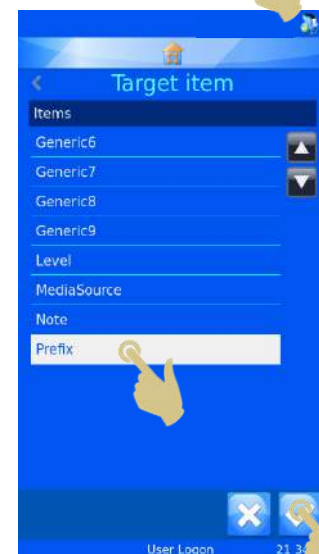 Target item
Items
Generic6
Generic7
Generic8
Generic9
Level
MediaSource
Note
Prefix
User Logon